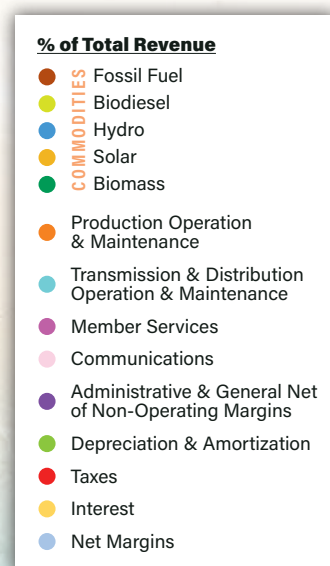 % of Total Revenue
COMMODITIES
Fossil Fuel
Biodiesel
Hydro
Solar
Biomass
Production Operation
& Maintenance
Transmission & Distribution
Operation & Maintenance
Member Services
Communications
Administrative & General Net
of Non-Operating Margins
Depreciation & Amortization
Taxes
Interest
Net Margins